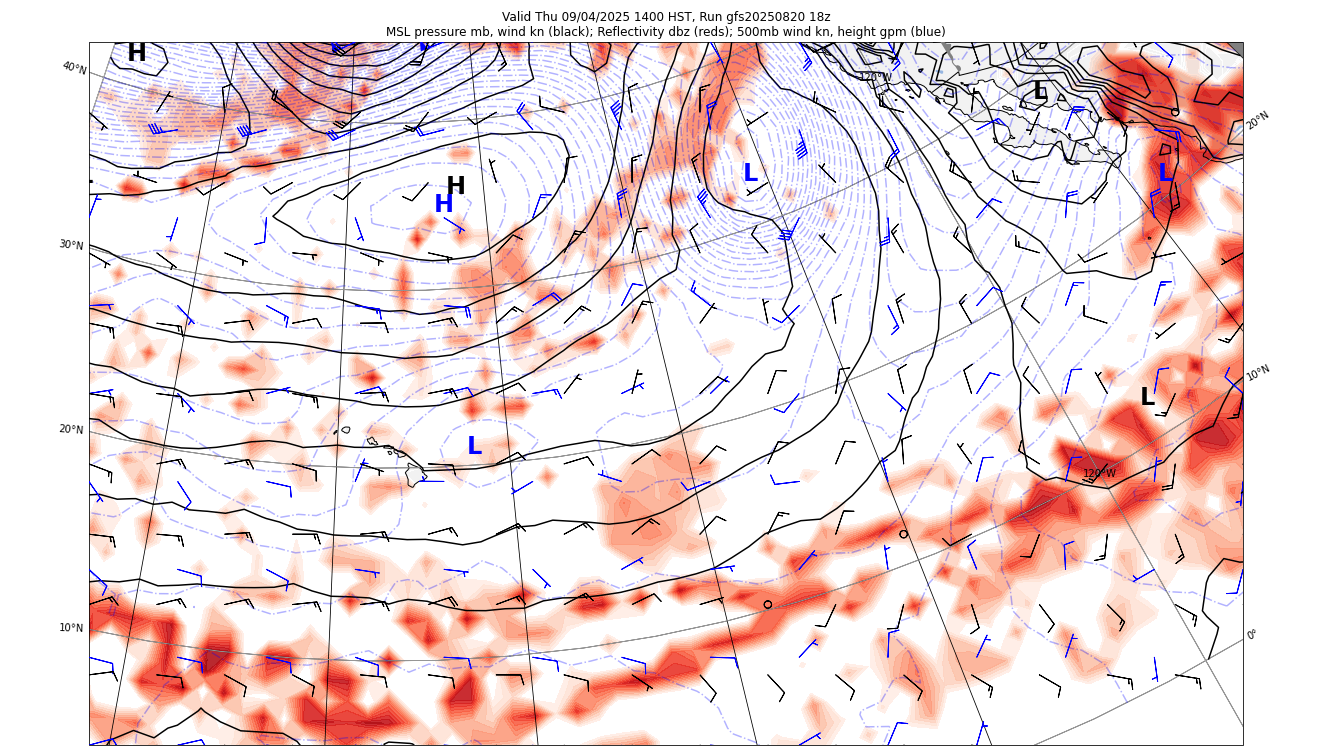 Valid Thu 09/04/2025 1400 HST, Run gfs20250820 18z
MSL pressure mb, wind kn (black); Reflectivity dbz (reds); 500mb wind kn, height gpm (blue)
H
40°N
120°W
L
20°N
L
L
H
H
30°N
10°N
L
20°N
L
120°W
10°N
0°